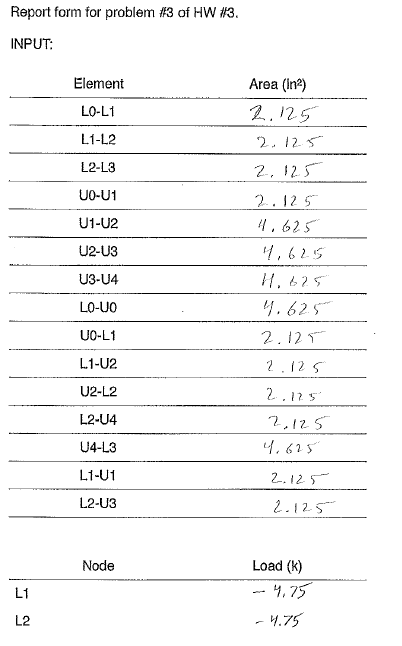 Report form for problem #3 of HW #3.
INPUT:
Element Area (in²)
L0-L1 2.125
L1-L2 2.125
L2-L3 2.125
U0-U1 2.125
U1-U2 4.625
U2-U3 4.625
U3-U4 4.625
L0-U0 4.625
U0-L1 2.125
L1-U2 2.125
U2-L2 2.125
L2-U4 2.125
U4-L3 4.625
L1-U1 2.125
L2-U3 2.125
Node Load (k)
L1 - 4.75
L2 - 4.75